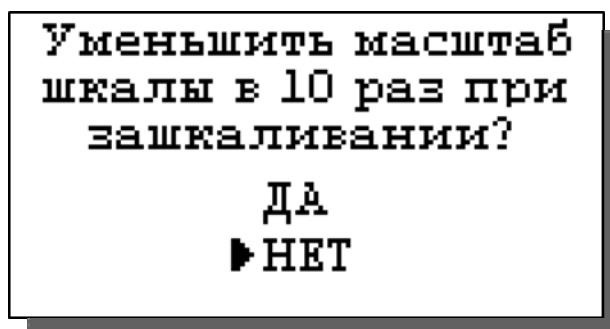 Уменьшить масштаб
шкалы в 10 раз при
зашкаливании?
ДА
НЕТ